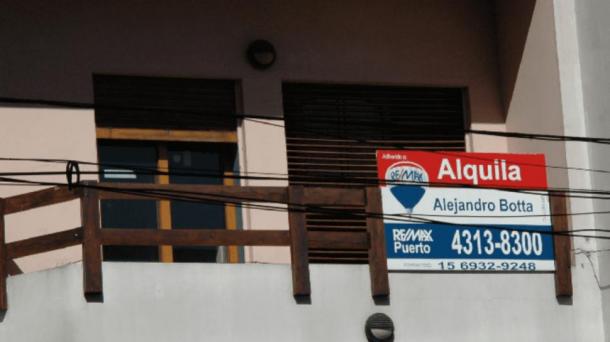 Alquila
RE/MAX
Alejandro Botta
RE/MAX
Puerto
4313-8300
15 6932-9248